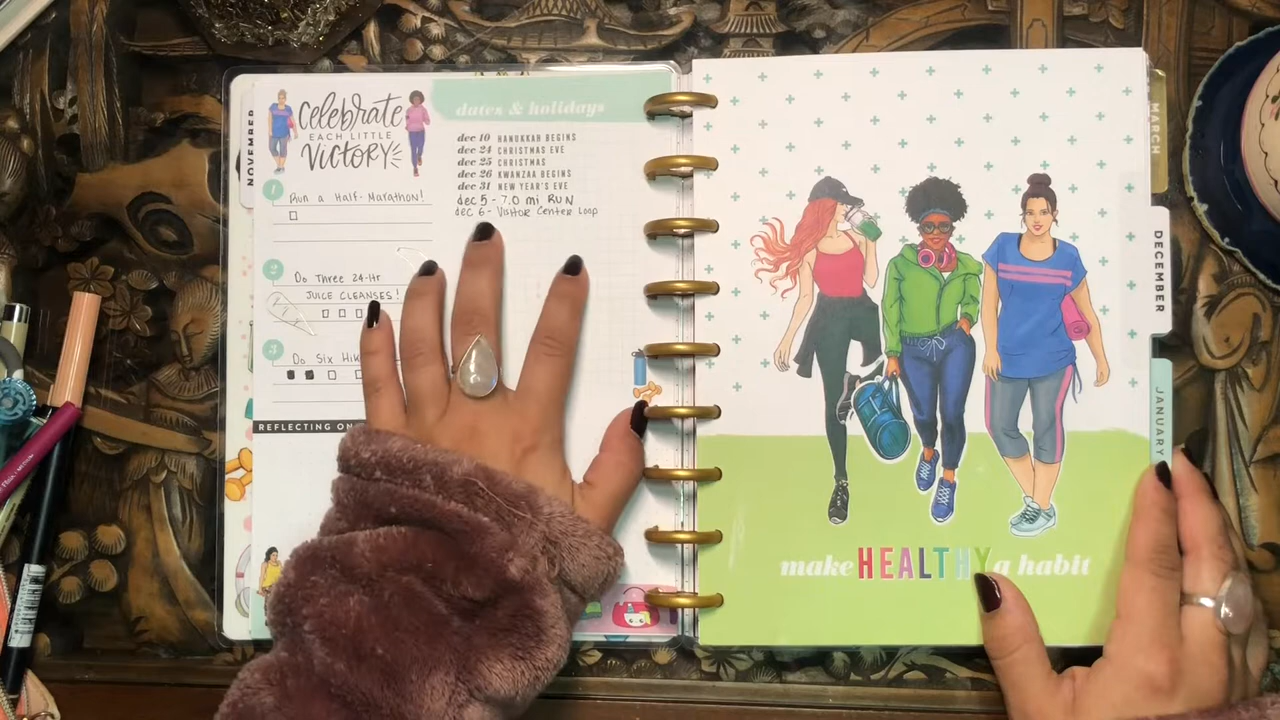 NOVEMBER
Celebrate
EACH LITTLE
VICTORY
1
Run a Half-Marathon!
2
Do Three 24-Hr
JUICE CLEANSES!
3
Do Six
REFLECTING ON
dates & holidays
dec 10 HANUKKAH BEGINS
dec 24 CHRISTMAS EVE
dec 25 CHRISTMAS
dec 26 KWANZAA BEGINS
dec 31 NEW YEAR'S EVE
dec 5 - 7.0 mi RUN
dec 6 - Visitor Center Loop
make HEALTHY a habit
MARCH
DECEMBER
JANUARY